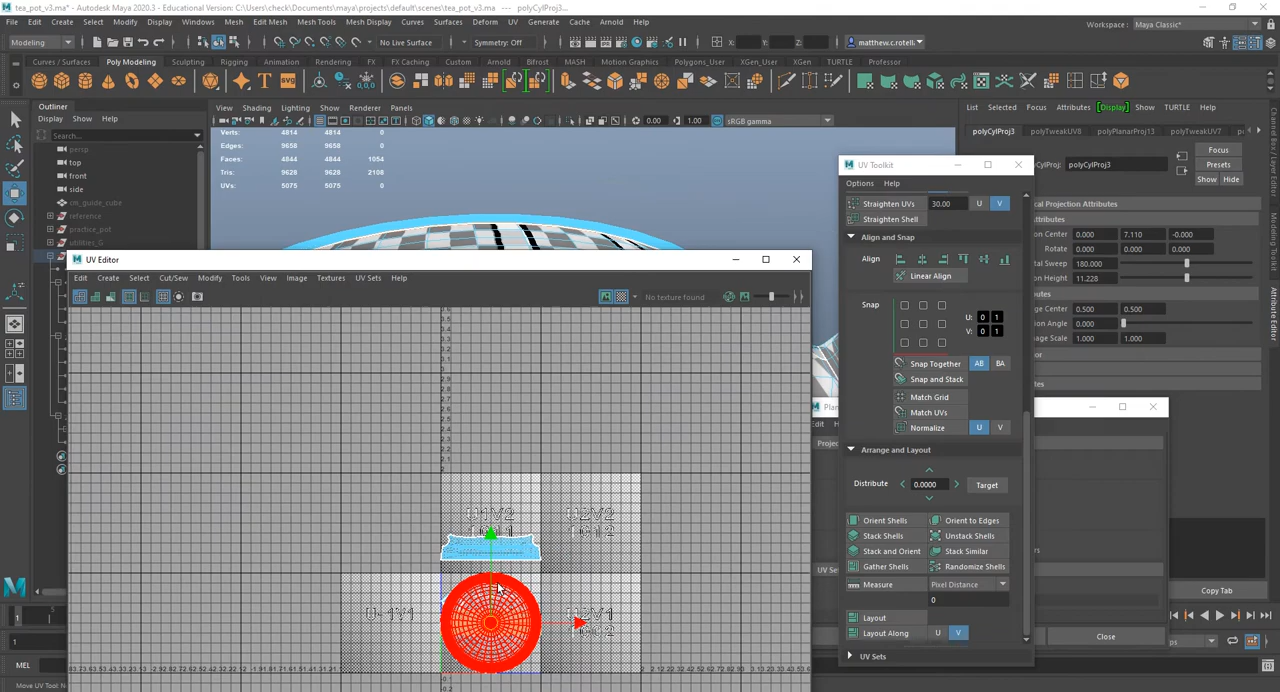 tea_pot_v3.ma* - Autodesk Maya 2020.3 - Educational Version: C:\Users\check\Documents\maya\projects\default\scenes\tea_pot_v3.ma --- polyCylProj3...
File Edit Create Select Modify Display Windows Mesh Edit Mesh Mesh Tools Mesh Display Curves Surfaces Deform UV Generate Cache Arnold Help
Workspace: Maya Classic*
Modeling No Live Surface Symmetry: Off X: Y: Z: matthew.c.roteli...
Curves / Surfaces Poly Modeling Sculpting Rigging Animation Rendering FX FX Caching Custom Arnold Bifrost MASH Motion Graphics Polygons_User XGen_User XGen TURTLE Professor
Outliner
Display Show Help
Search...
persp
top
front
side
cm_guide_cube
reference
practice_pot
utilities_G
View Shading Lighting Show Renderer Panels
0.00 1.00 sRGB gamma
Verts: 4814 4814 0
Edges: 9658 9658 0
Faces: 4844 4844 1054
Tris: 9628 9628 2108
UVs: 5075 5075 0
List Selected Focus Attributes Display Show TURTLE Help
polyCylProj3 polyTweakUV8 polyPlanarProj13 polyTweakUV7
polyCylProj3
Focus
Presets
Show Hide
0.000 7.110 -0.000
Rotate 0.000 0.000 0.000
180.000
11.228
0.500 0.500
0.000
1.000 1.000
UV Toolkit
Options Help
Straighten UVs 30.00 U V
Straighten Shell
Align and Snap
Align
Linear Align
Snap
U: 0 1
V: 0 1
Snap Together AB BA
Snap and Stack
Match Grid
Match UVs
Normalize U V
Arrange and Layout
Distribute 0.0000 Target
Orient Shells Orient to Edges
Stack Shells Unstack Shells
Stack and Orient Stack Similar
Gather Shells Randomize Shells
Measure Pixel Distance
0
Layout
Layout Along U V
UV Sets
UV Editor
Edit Create Select Cut/Sew Modify Tools View Image Textures UV Sets Help
No texture found
U1V2
1011
U2V2
1012
U-1V1
U2V1
1002
Copy Tab
Close
MEL